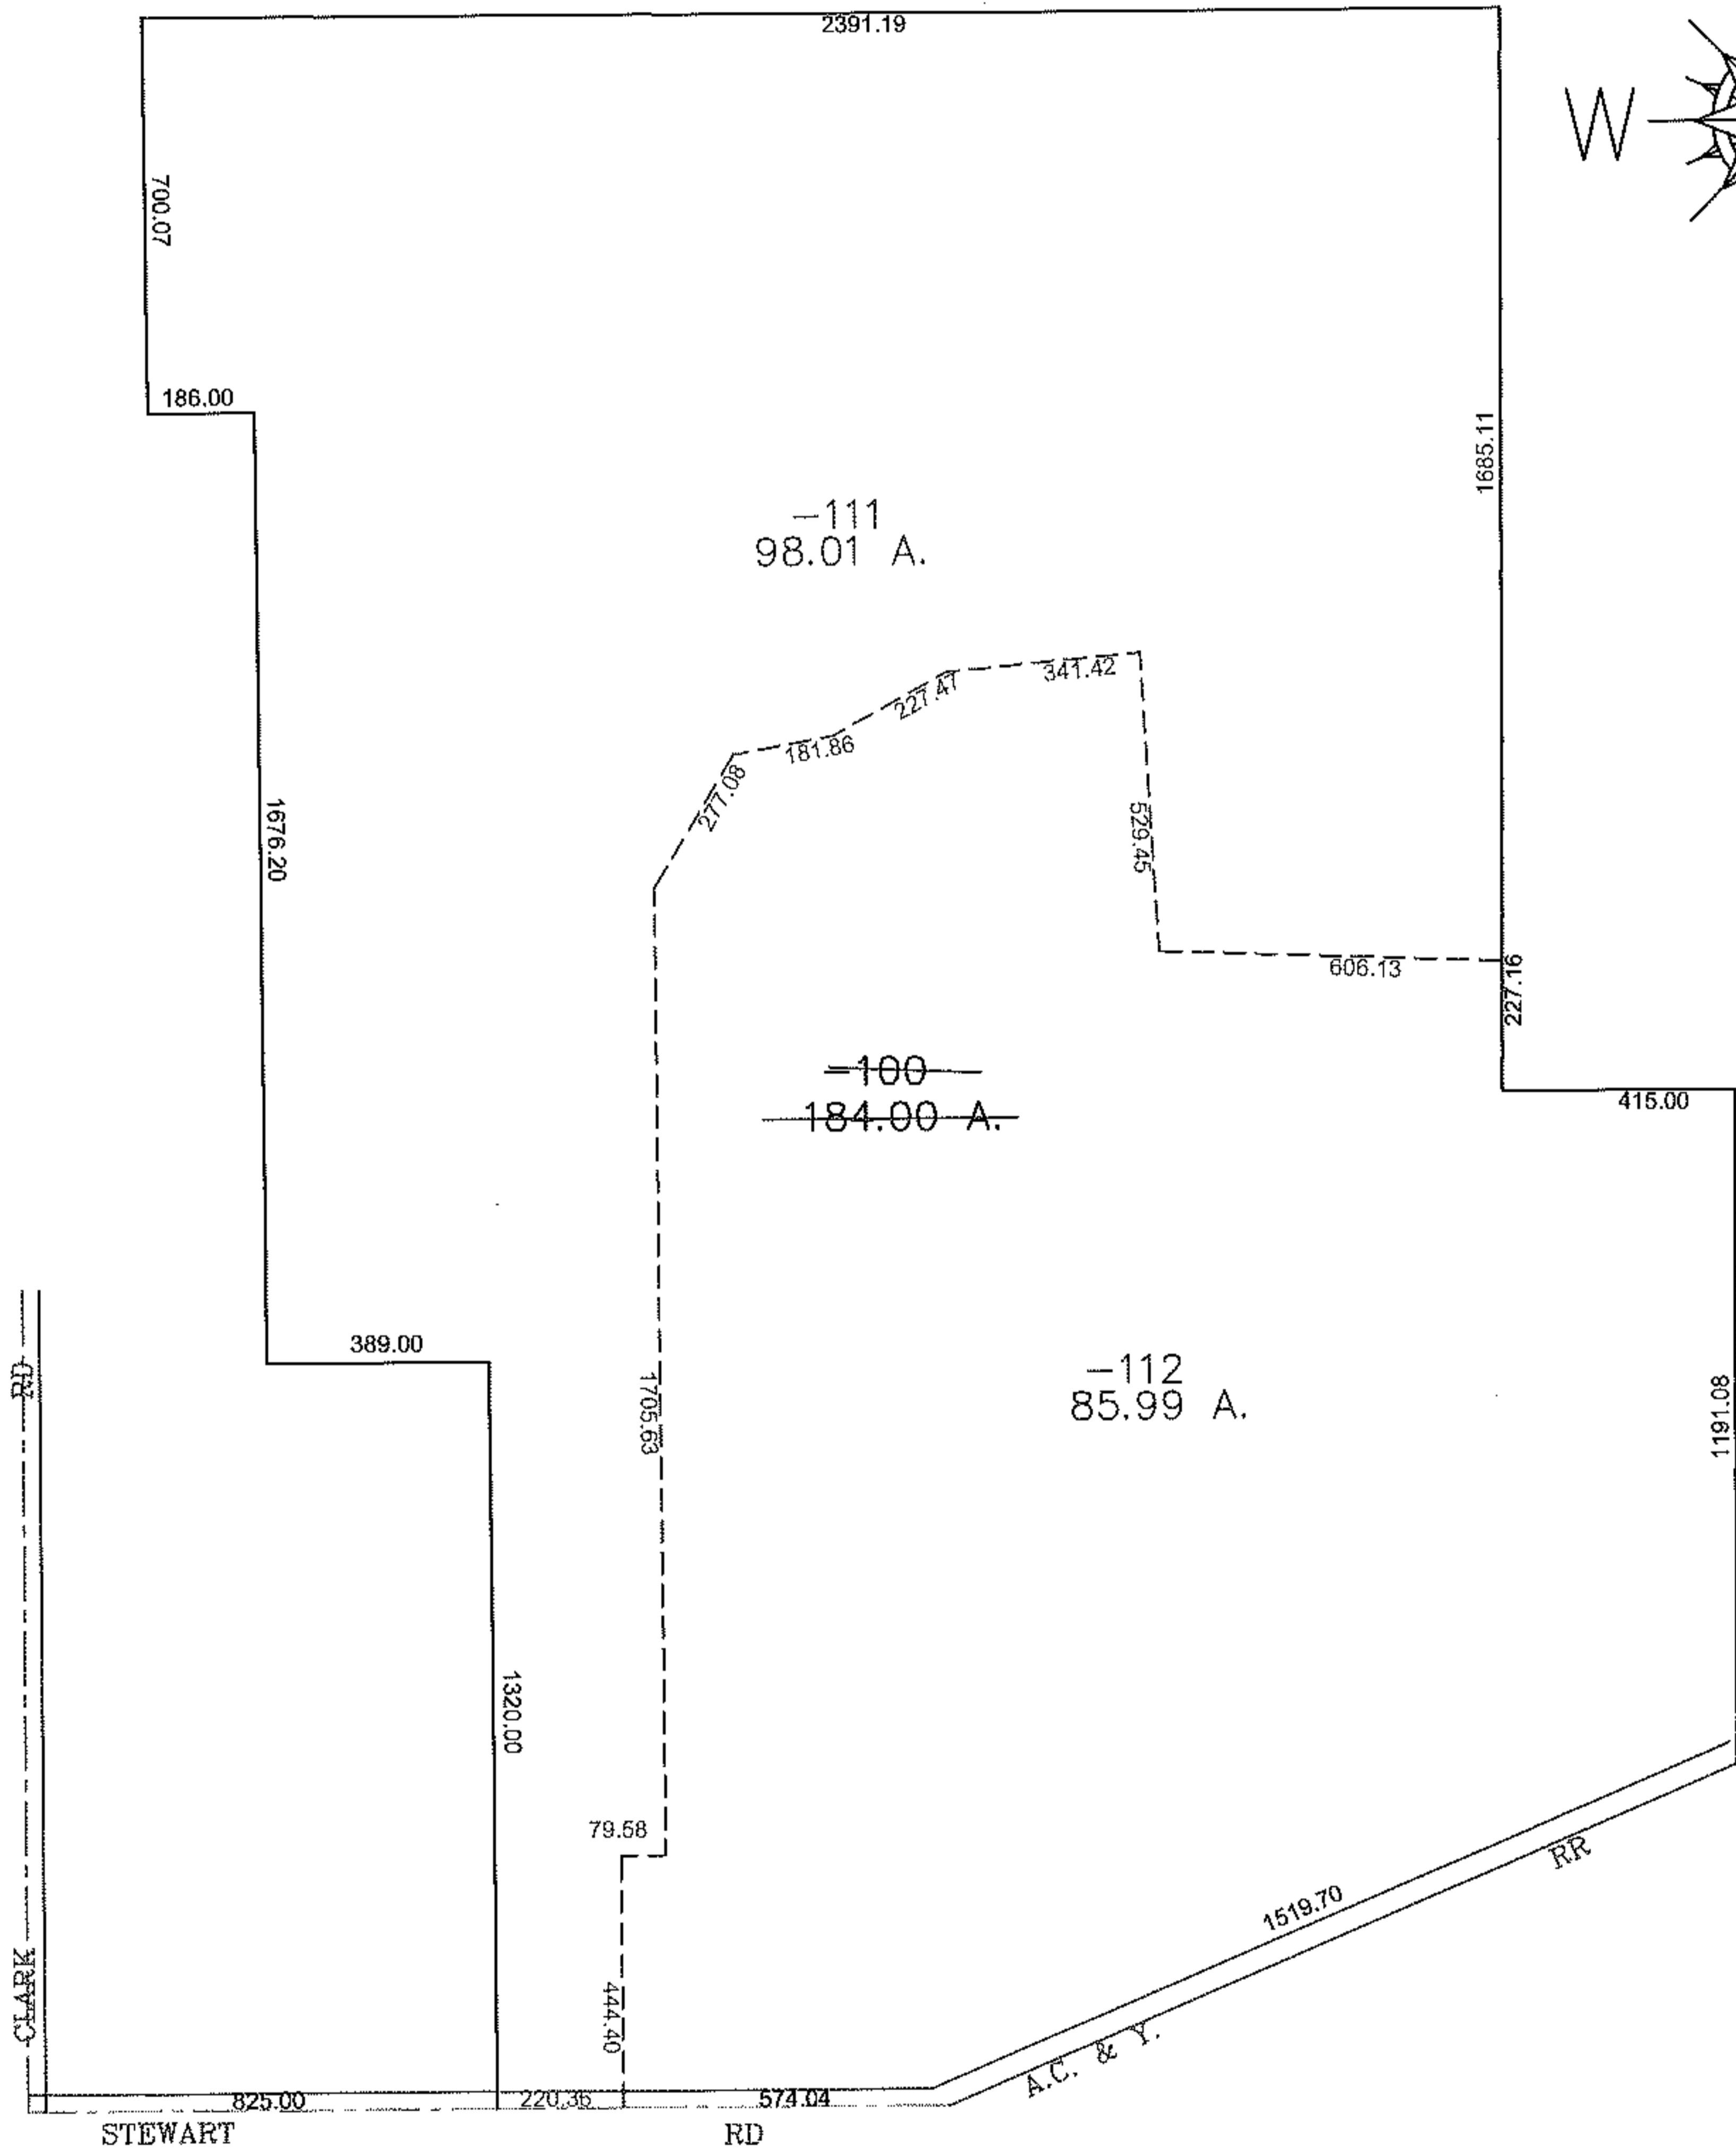 2391.19
W
700.07
186.00
1685.11
-111
98.01 A.
341.42
227.47
181.86
277.08
529.45
1676.20
606.13
227.16
-100
184.00 A.
415.00
389.00
RD
-112
85.99 A.
1705.63
1191.08
1320.00
79.58
RR
1519.70
CLARK
444.40
A.C. & Y.
825.00
220.36
574.04
STEWART RD